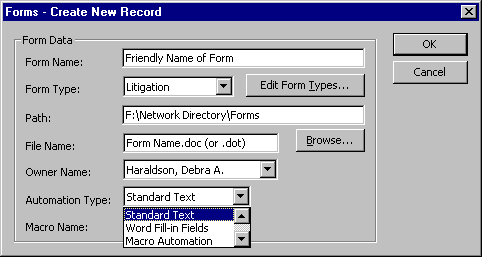 Forms - Create New Record
Form Data
Form Name: Friendly Name of Form
OK
Form Type: Litigation Edit Form Types...
Cancel
Path: F:\Network Directory\Forms
File Name: Form Name.doc (or .dot) Browse...
Owner Name: Haraldson, Debra A.
Automation Type: Standard Text
Standard Text
Macro Name: Word Fill-in Fields
Macro Automation